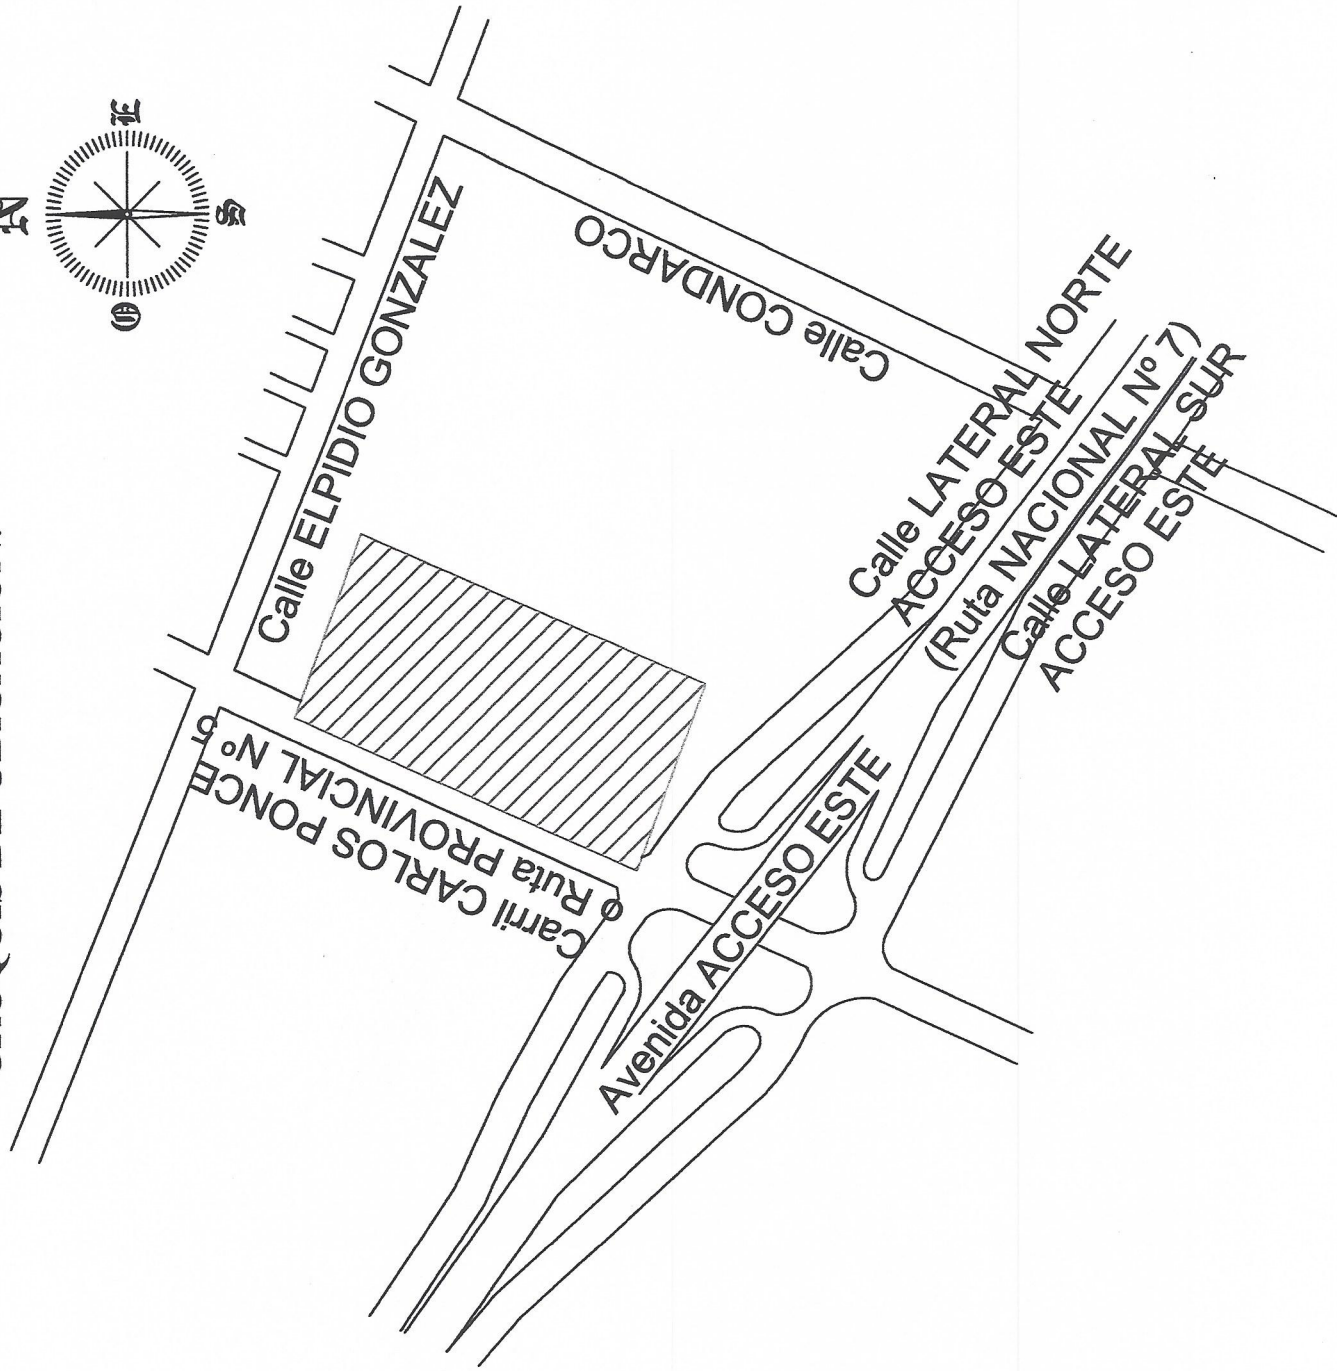 N
E
S
O
Calle ELPIDIO GONZALEZ
Calle CONDARCO
Carril CARLOS PONCE
o Ruta PROVINCIAL Nº 5
Calle LATERAL NORTE
ACCESO ESTE
(Ruta NACIONAL Nº 7)
Calle LATERAL SUR
ACCESO ESTE
Avenida ACCESO ESTE